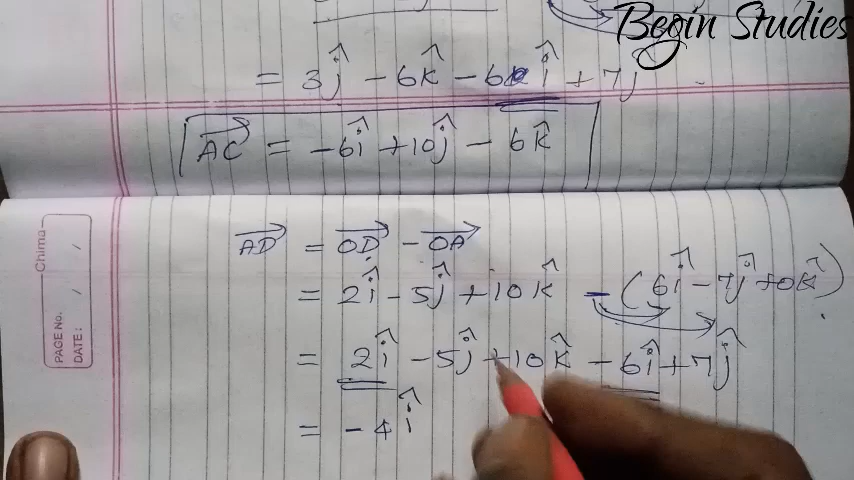 Begin Studies
= 3ĵ - 6k̂ - 6î + 7ĵ
AC⃗ = -6î + 10ĵ - 6k̂
AD⃗ = OD⃗ - OA⃗
= 2î - 5ĵ + 10k̂ - (6î - 7ĵ + 0k̂)
= 2î - 5ĵ + 10k̂ - 6î + 7ĵ
= -4î
Chima
PAGE No.
DATE: / /